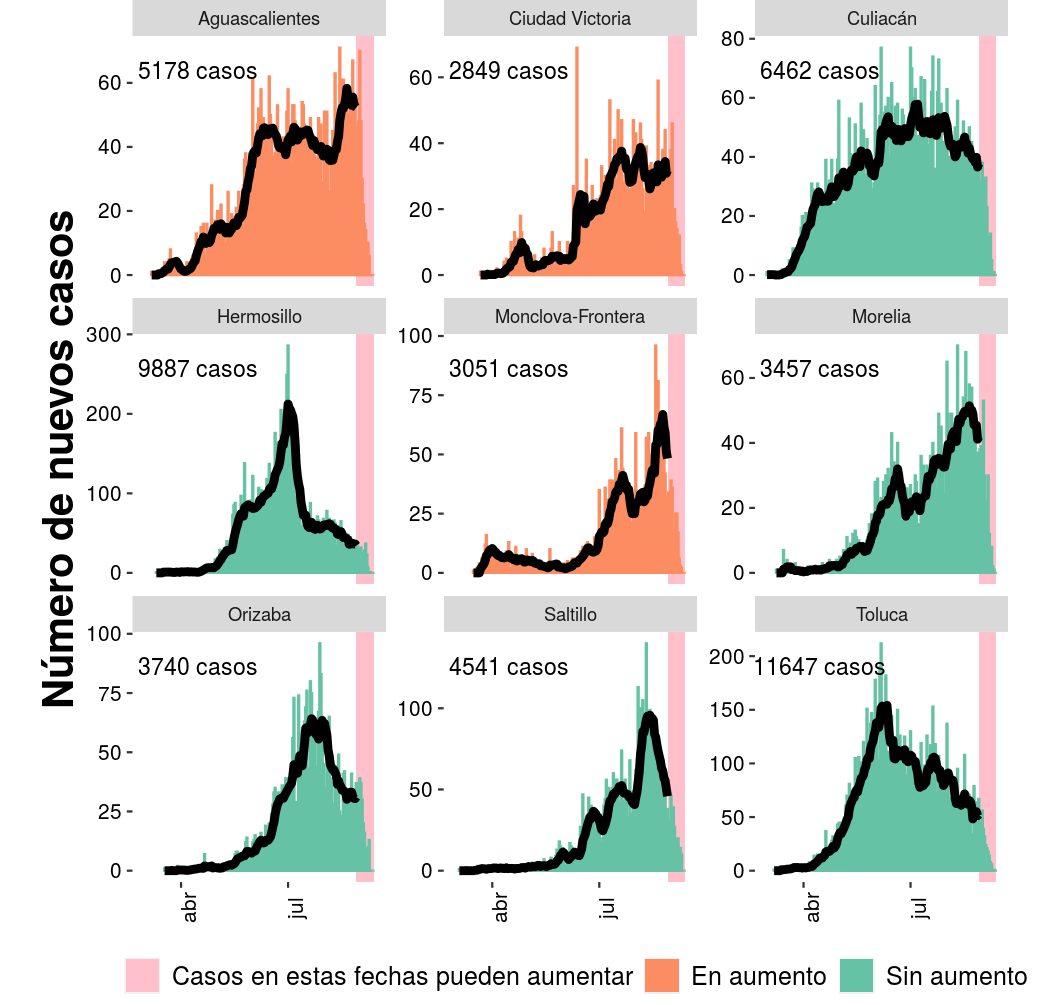 Número de nuevos casos
Aguascalientes
5178 casos
60
40
20
0
Ciudad Victoria
2849 casos
60
40
20
0
Culiacán
6462 casos
80
60
40
20
0
Hermosillo
9887 casos
300
200
100
0
Monclova-Frontera
3051 casos
100
75
50
25
0
Morelia
3457 casos
60
40
20
0
Orizaba
3740 casos
100
75
50
25
0
abr
jul
Saltillo
4541 casos
100
50
0
abr
jul
Toluca
11647 casos
200
150
100
50
0
abr
jul
Casos en estas fechas pueden aumentar
En aumento
Sin aumento